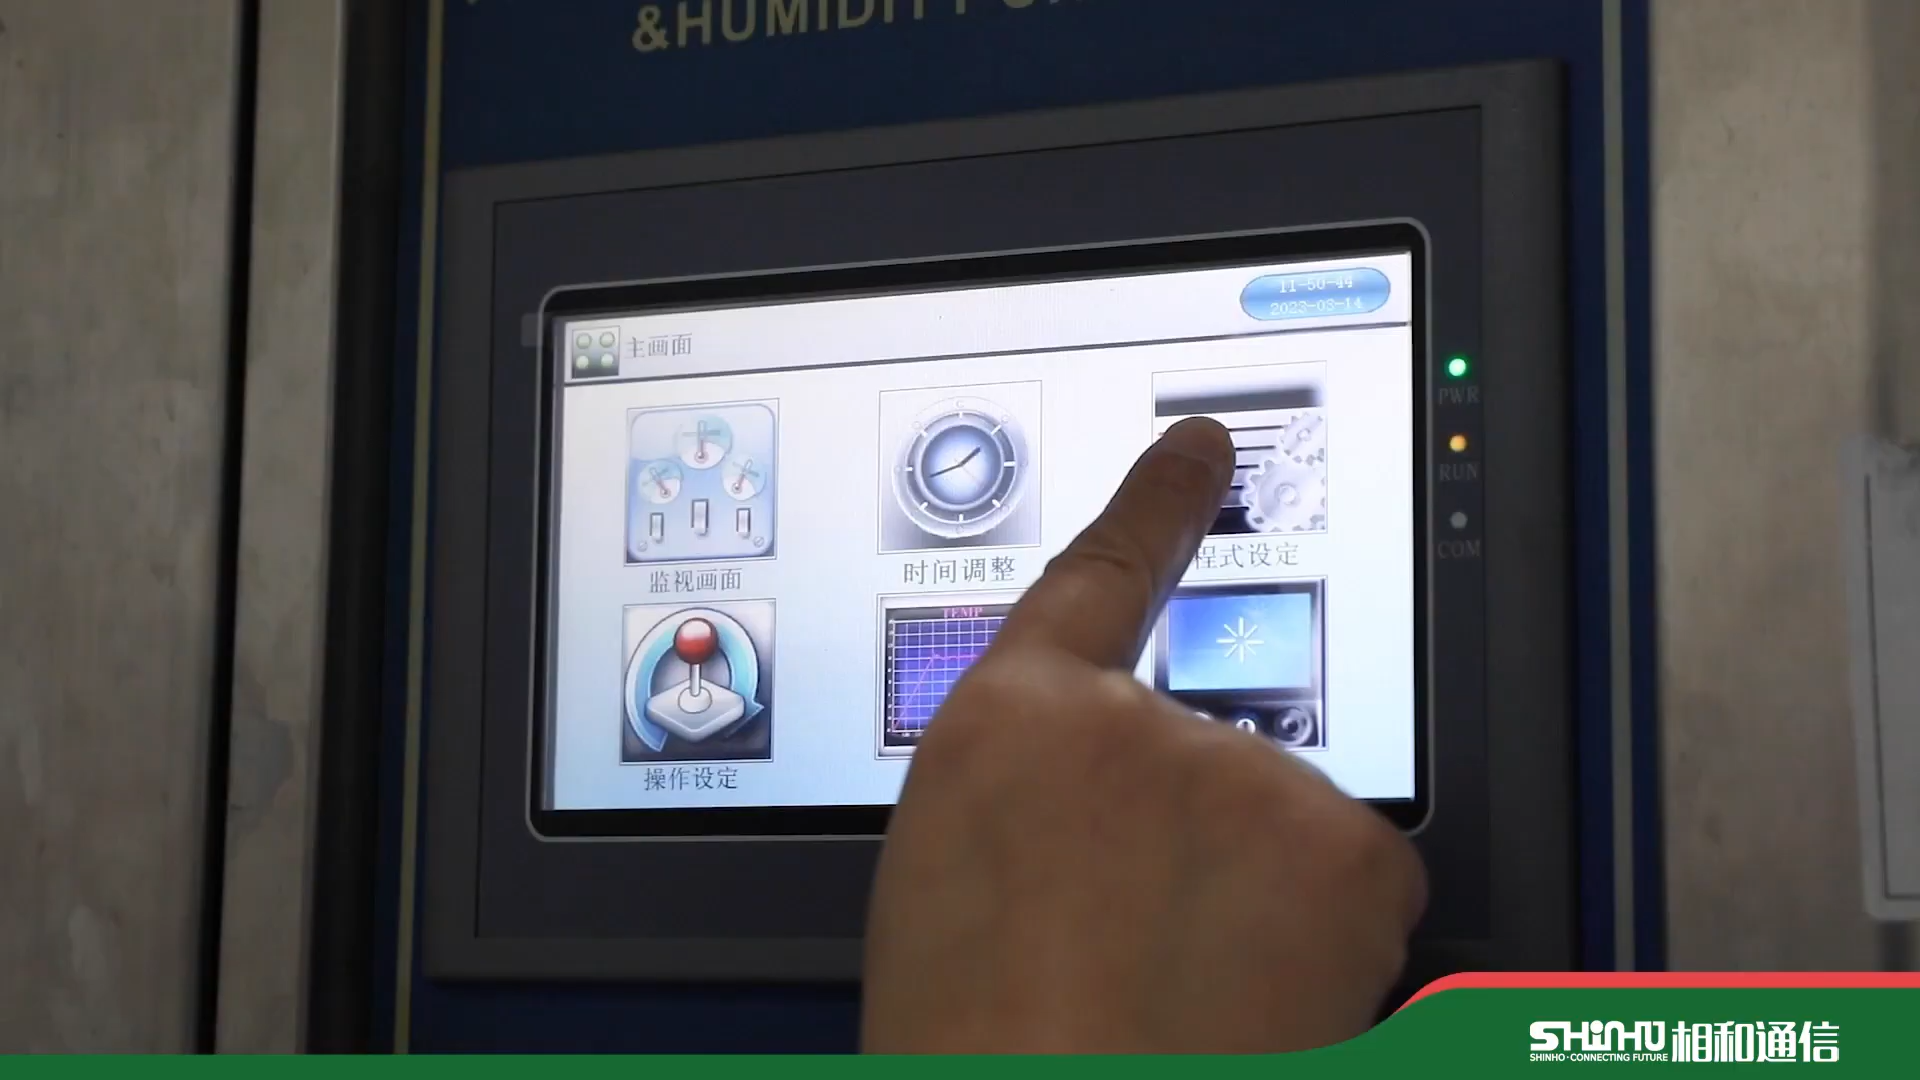 &HUMIDITY
11-50-44
2023-03-14
主画面
PWR
RUN
COM
监视画面
时间调整
程式设定
TEMP
操作设定
SHINHO 相和通信
SHINHO·CONNECTING FUTURE